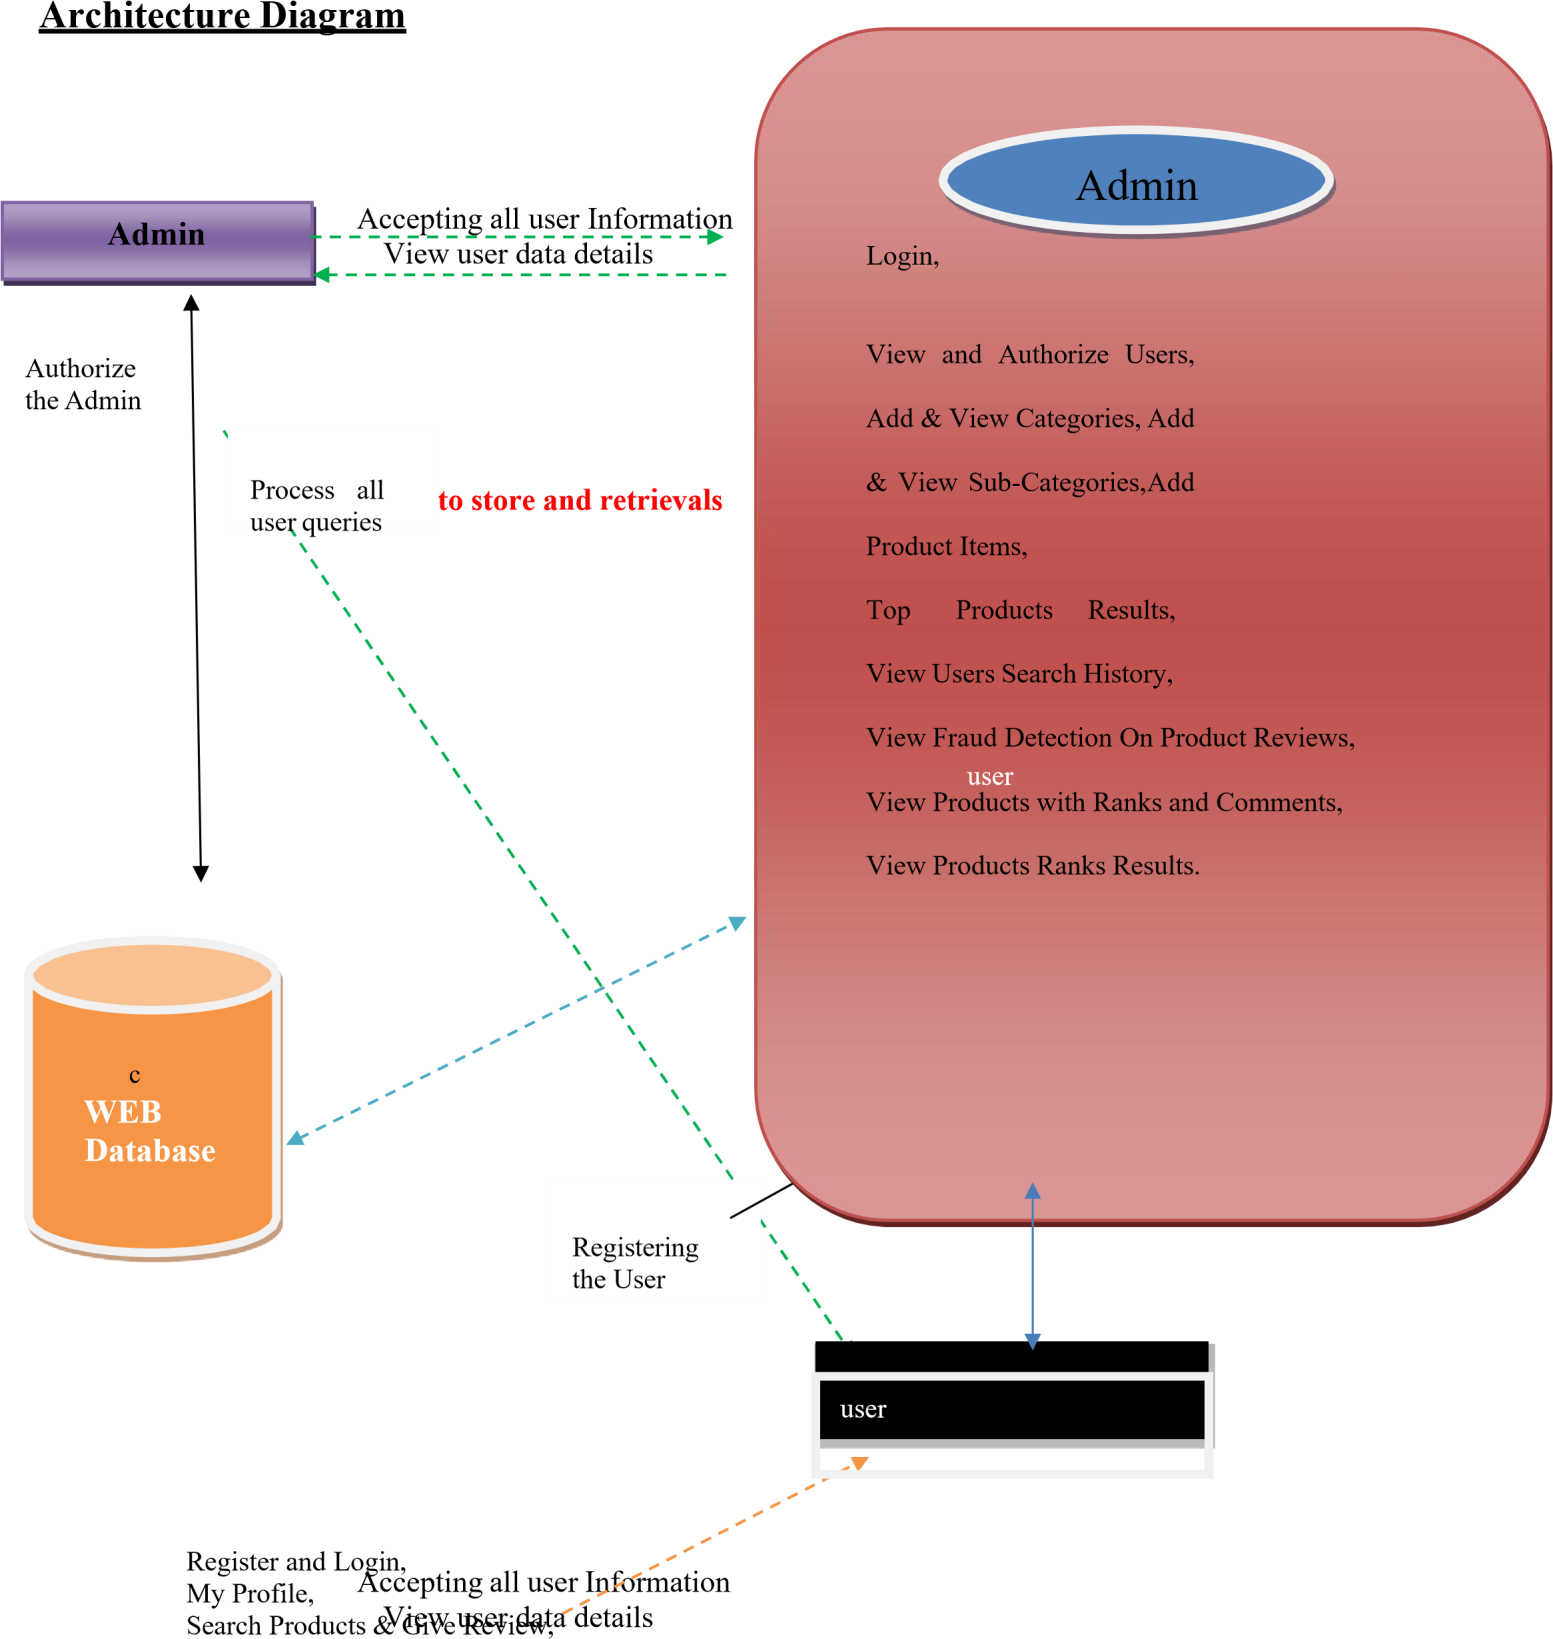 Architecture Diagram
Admin
Admin
Accepting all user Information
View user data details
Login,
Authorize
the Admin
View and Authorize Users,
Add & View Categories, Add
& View Sub-Categories,Add
Product Items,
Top Products Results,
View Users Search History,
View Fraud Detection On Product Reviews,
user
View Products with Ranks and Comments,
View Products Ranks Results.
Process all
user queries
to store and retrievals
c
WEB
Database
Registering
the User
user
Register and Login,
My Profile,
Search Products & Give Review,
Accepting all user Information
View user data details